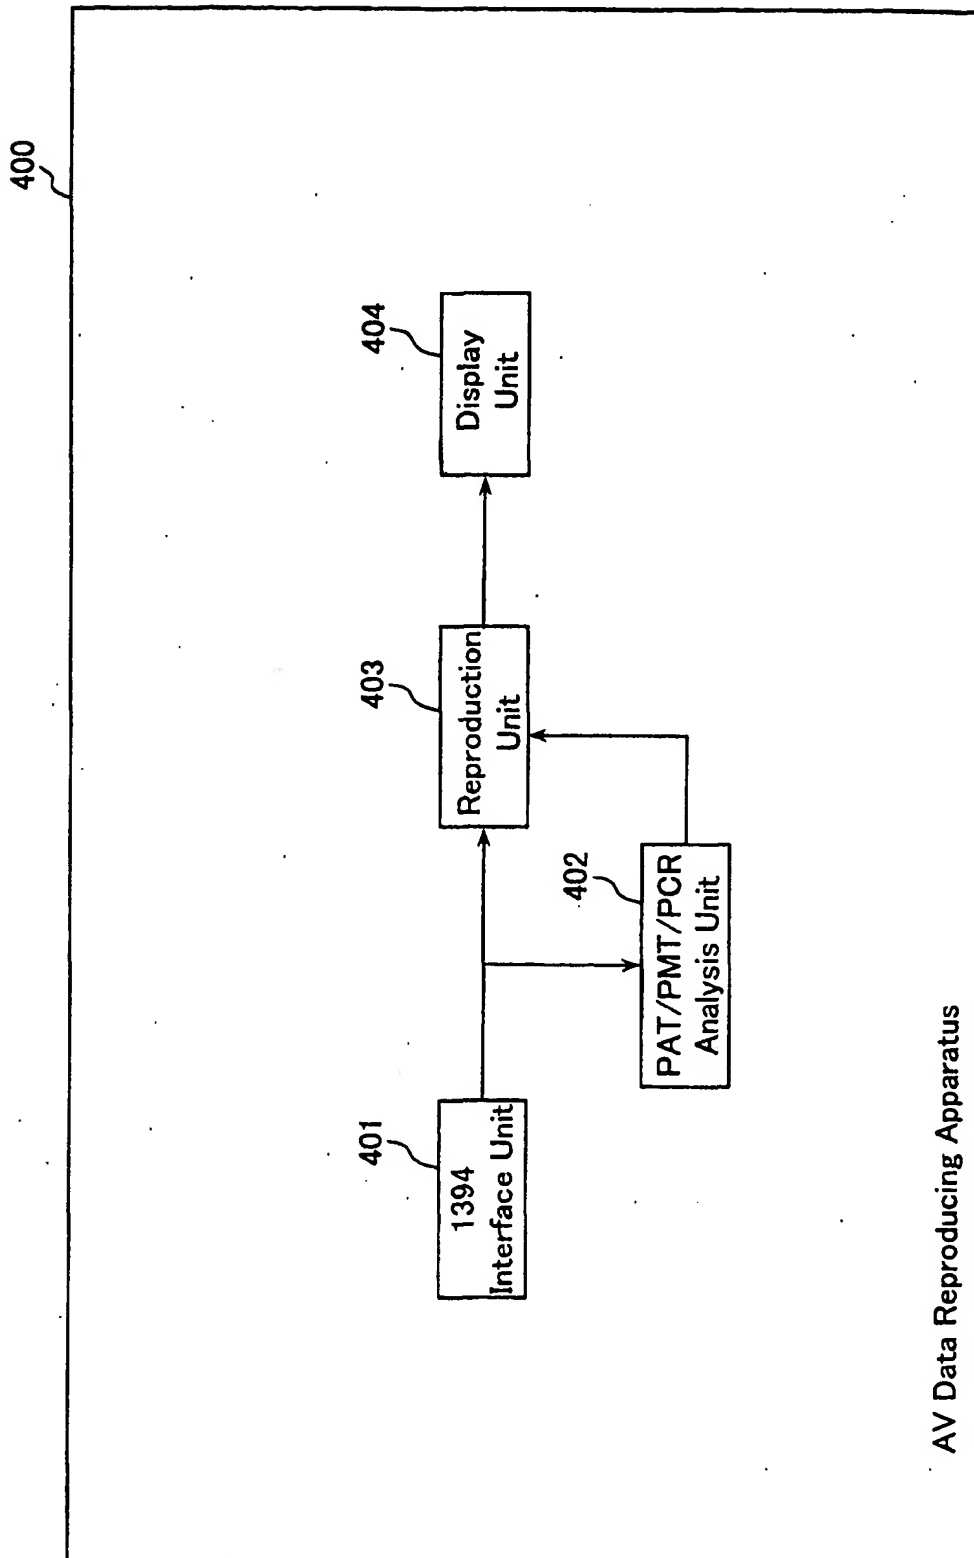 400
401
1394
Interface Unit
402
PAT/PMT/PCR
Analysis Unit
403
Reproduction
Unit
404
Display
Unit
AV Data Reproducing Apparatus